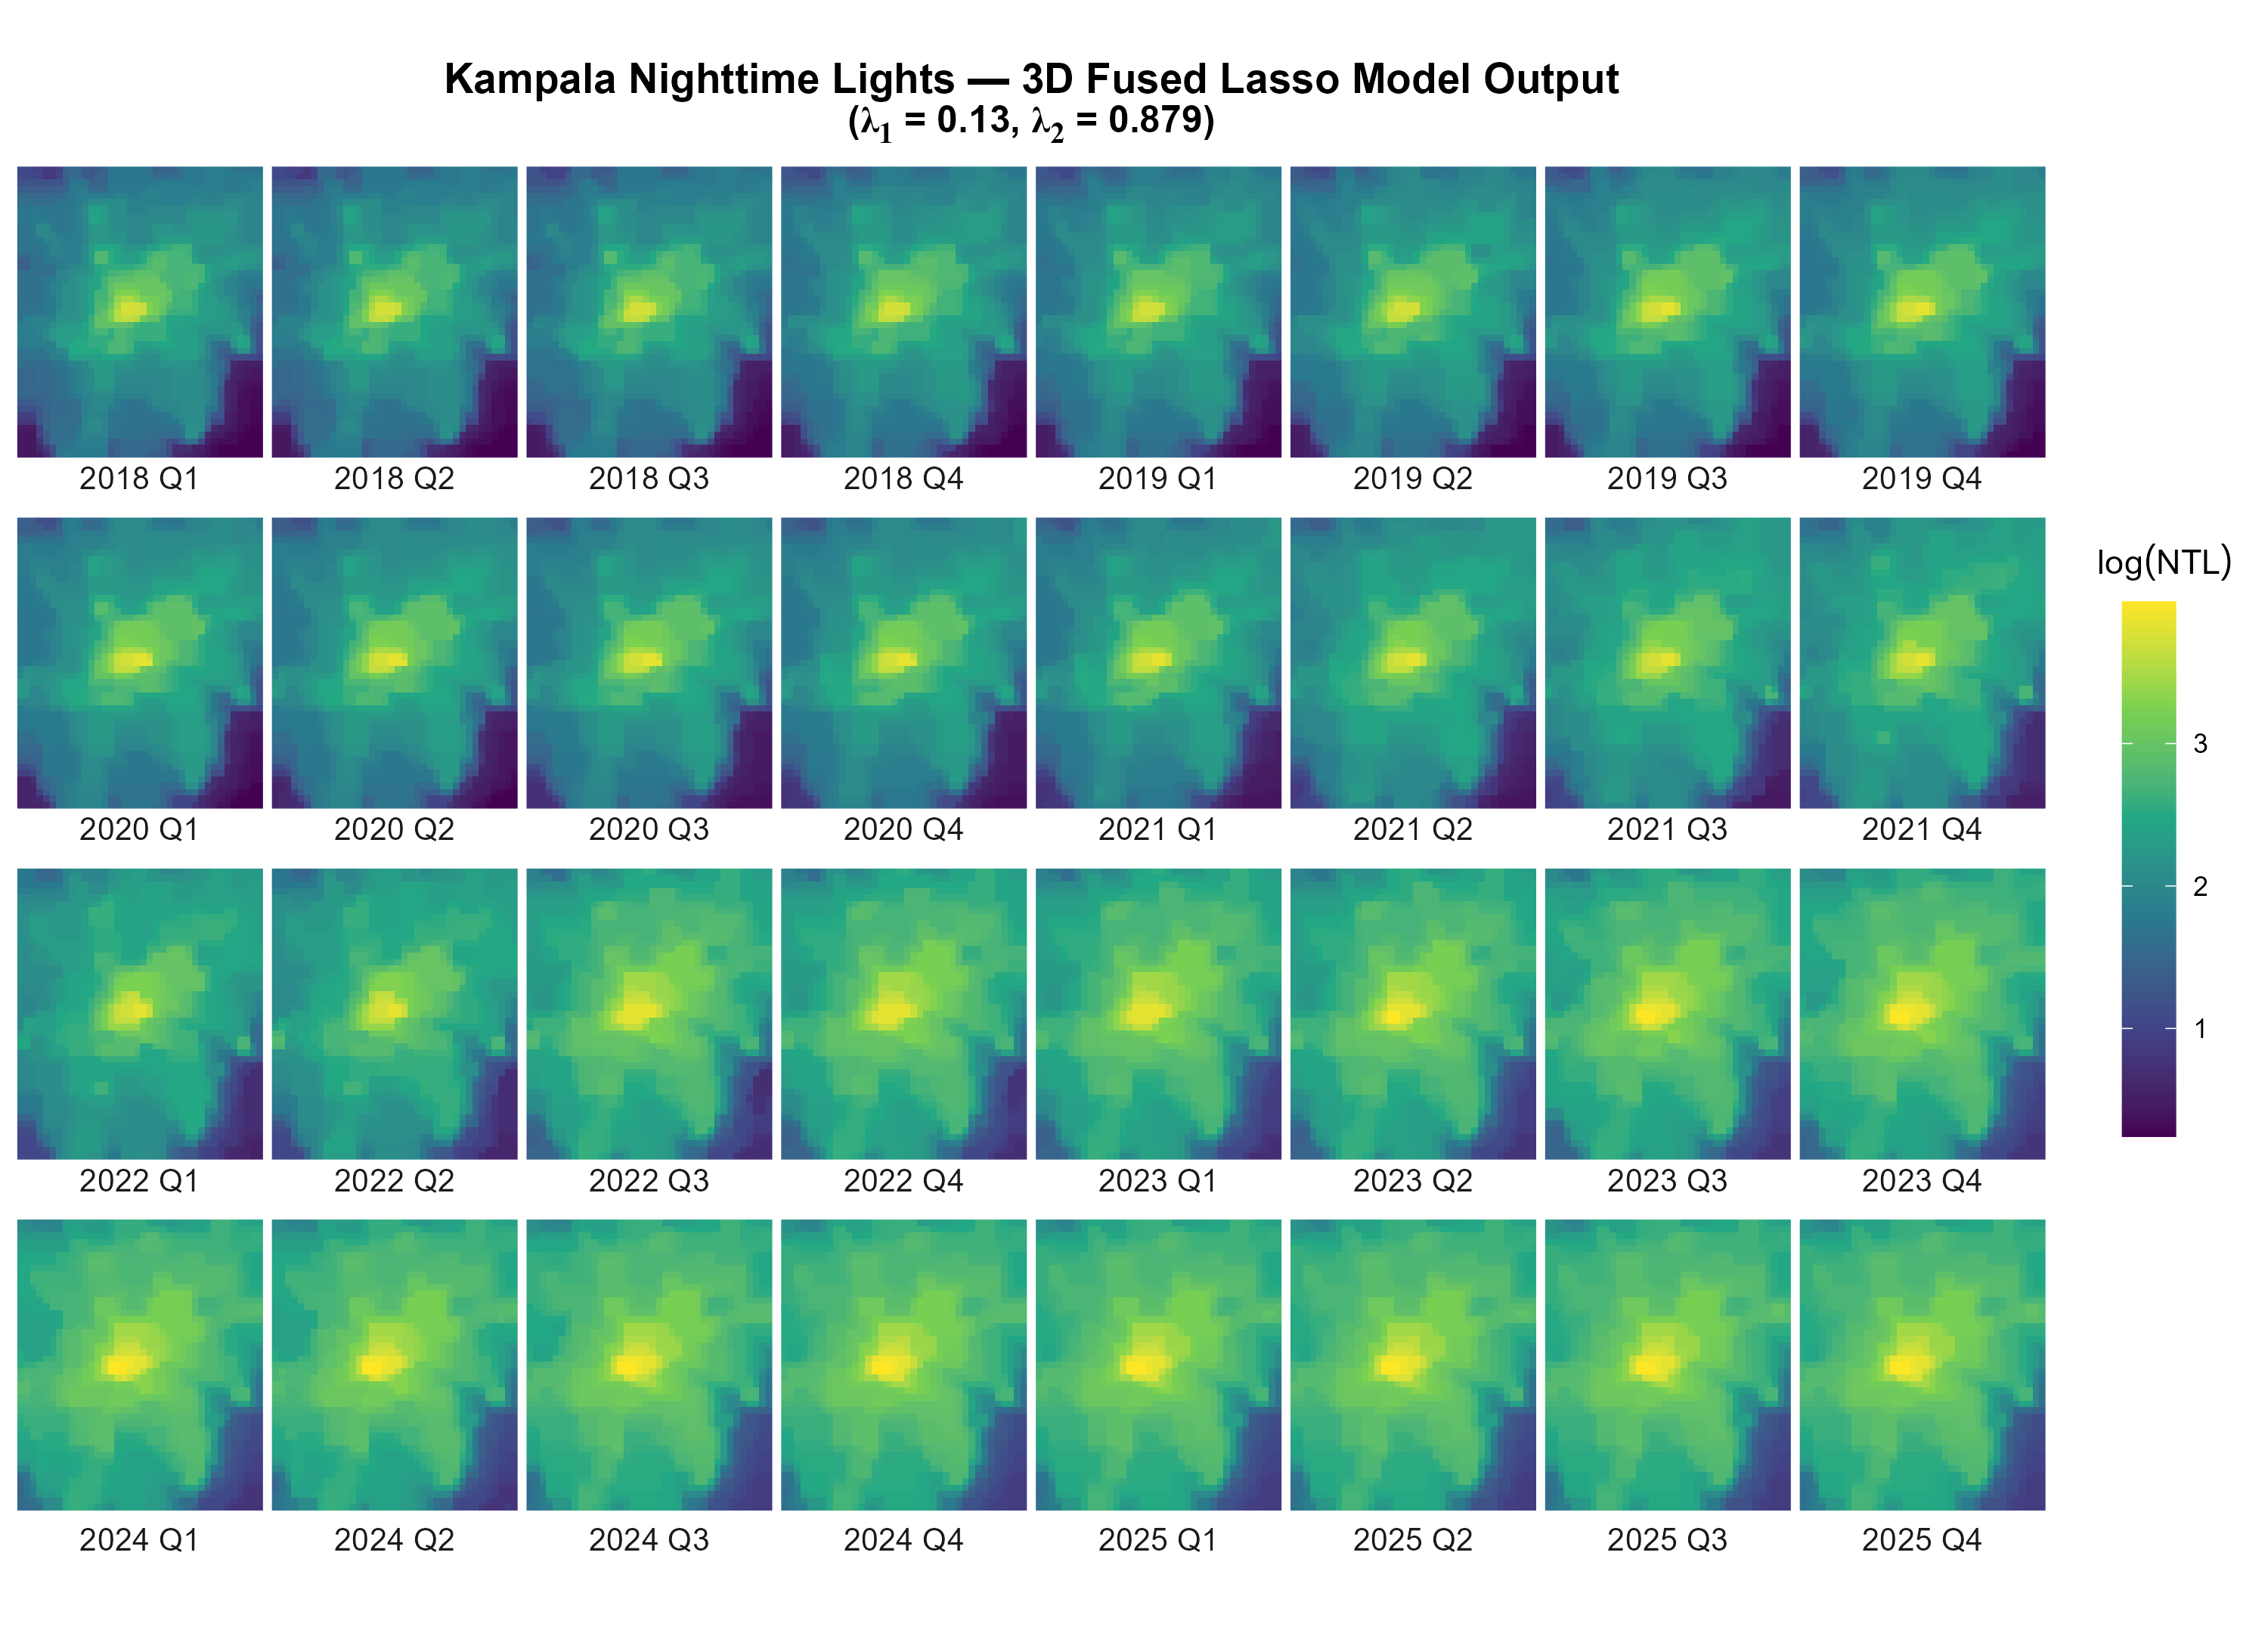 Kampala Nighttime Lights — 3D Fused Lasso Model Output
(λ1 = 0.13, λ2 = 0.879)
2018 Q1 2018 Q2 2018 Q3 2018 Q4 2019 Q1 2019 Q2 2019 Q3 2019 Q4
log(NTL)
3
2
1
2020 Q1 2020 Q2 2020 Q3 2020 Q4 2021 Q1 2021 Q2 2021 Q3 2021 Q4
2022 Q1 2022 Q2 2022 Q3 2022 Q4 2023 Q1 2023 Q2 2023 Q3 2023 Q4
2024 Q1 2024 Q2 2024 Q3 2024 Q4 2025 Q1 2025 Q2 2025 Q3 2025 Q4